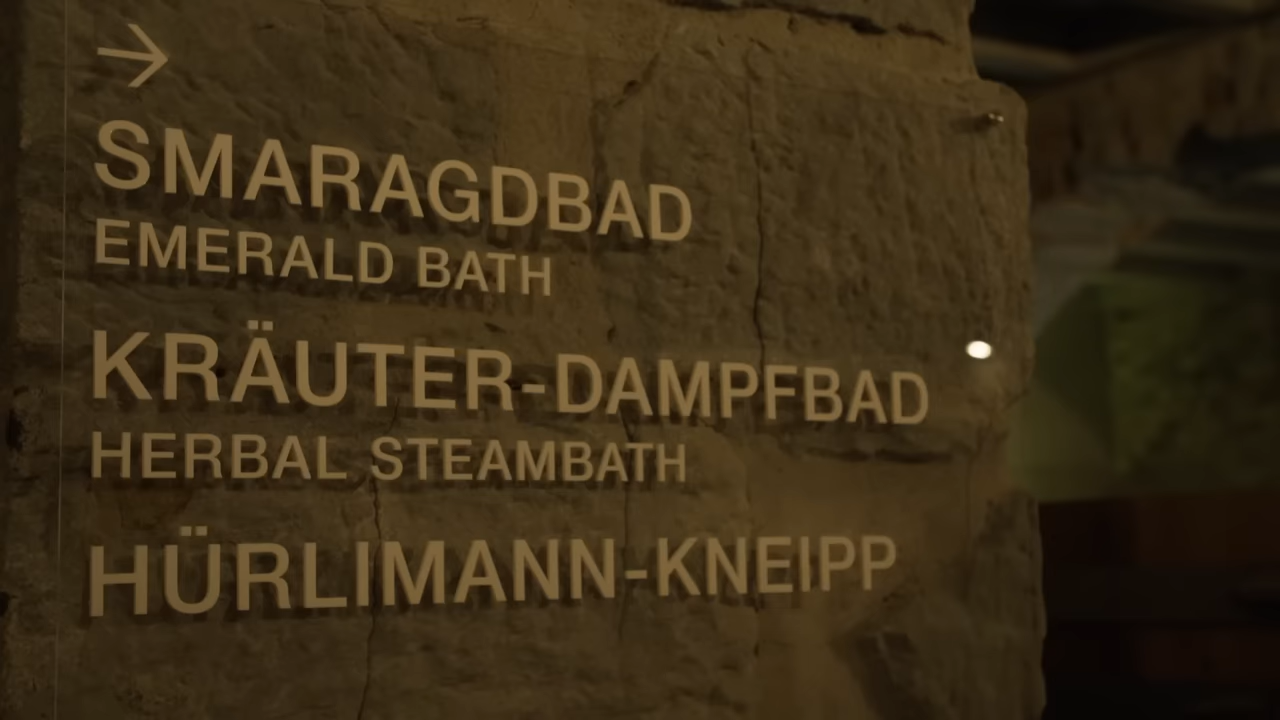 →
SMARAGDBAD
EMERALD BATH
KRÄUTER-DAMPFBAD
HERBAL STEAMBATH
HÜRLIMANN-KNEIPP